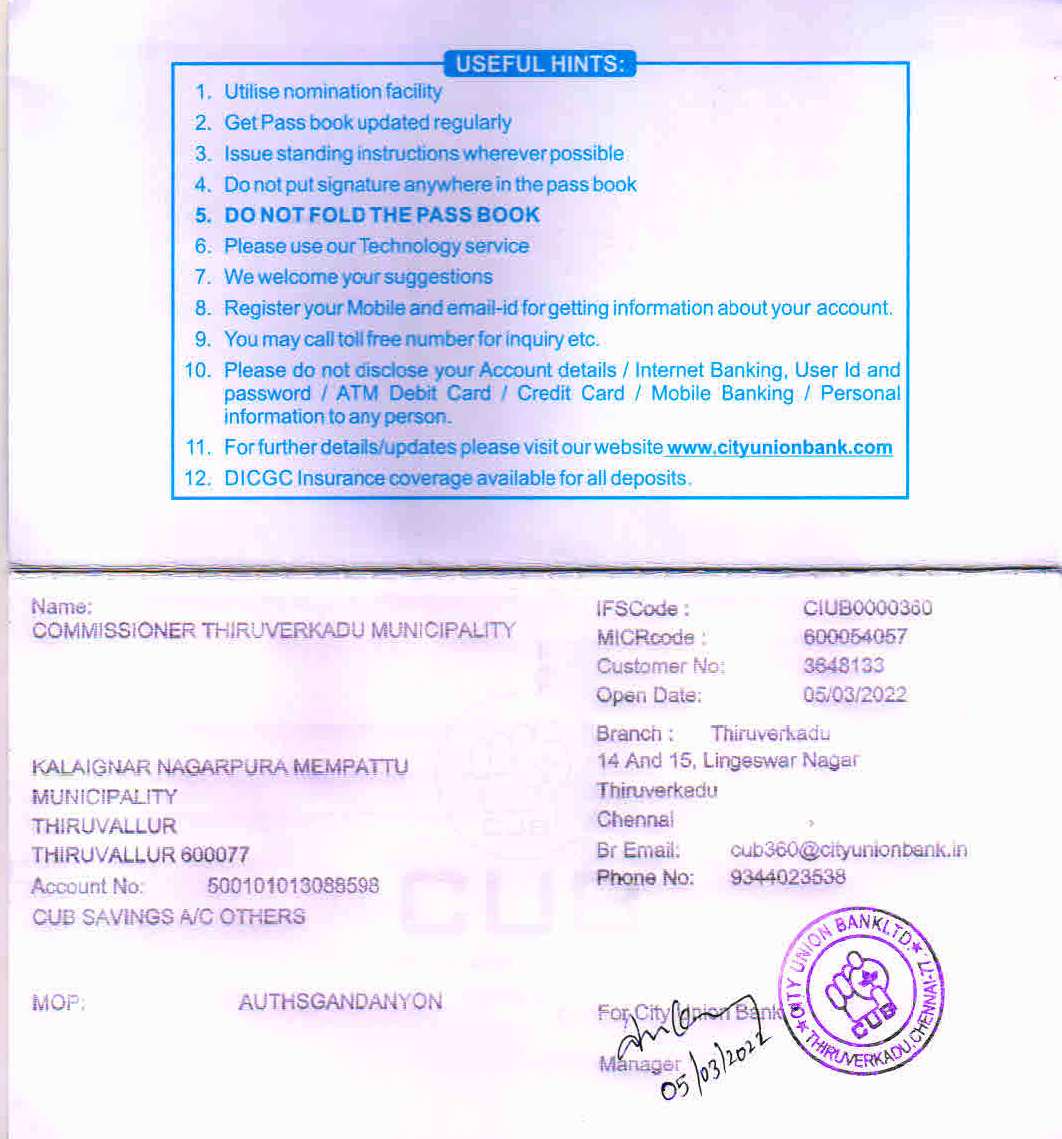 USEFUL HINTS:
1. Utilise nomination facility
2. Get Pass book updated regularly
3. Issue standing instructions wherever possible
4. Do not put signature anywhere in the pass book
5. DO NOT FOLD THE PASS BOOK
6. Please use our Technology service
7. We welcome your suggestions
8. Register your Mobile and email-id for getting information about your account.
9. You may call toll free number for inquiry etc.
10. Please do not disclose your Account details / Internet Banking, User Id and
password / ATM Debit Card / Credit Card / Mobile Banking / Personal
information to any person.
11. For further details/updates please visit our website www.cityunionbank.com
12. DICGC Insurance coverage available for all deposits.
Name:
COMMISSIONER THIRUVERKADU MUNICIPALITY
KALAIGNAR NAGARPURA MEMPATTU
MUNICIPALITY
THIRUVALLUR
THIRUVALLUR 600077
Account No: 500101013088598
CUB SAVINGS A/C OTHERS
MOP: AUTHSGANDANYON
IFSCode : CIUB0000360
MICRcode : 600054057
Customer No: 3648133
Open Date: 05/03/2022
Branch : Thiruverkadu
14 And 15, Lingeswar Nagar
Thiruverkadu
Chennai
Br Email: cub360@cityunionbank.in
Phone No: 9344023538
For City Union Bank
Manager
05/03/2022
CITY UNION BANK LTD.
THIRUVERKADU, CHENNAI-77
CUB